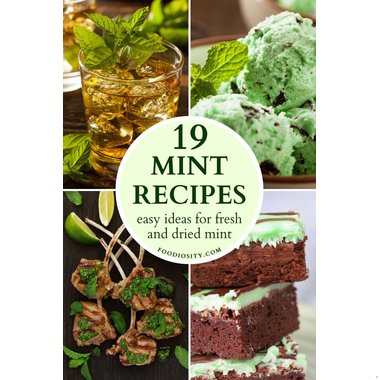 19
MINT
RECIPES
easy ideas for fresh
and dried mint
FOODIOSITY.COM